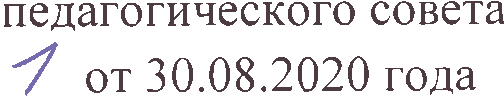 педагогического совета
1 от 30.08.2020 года